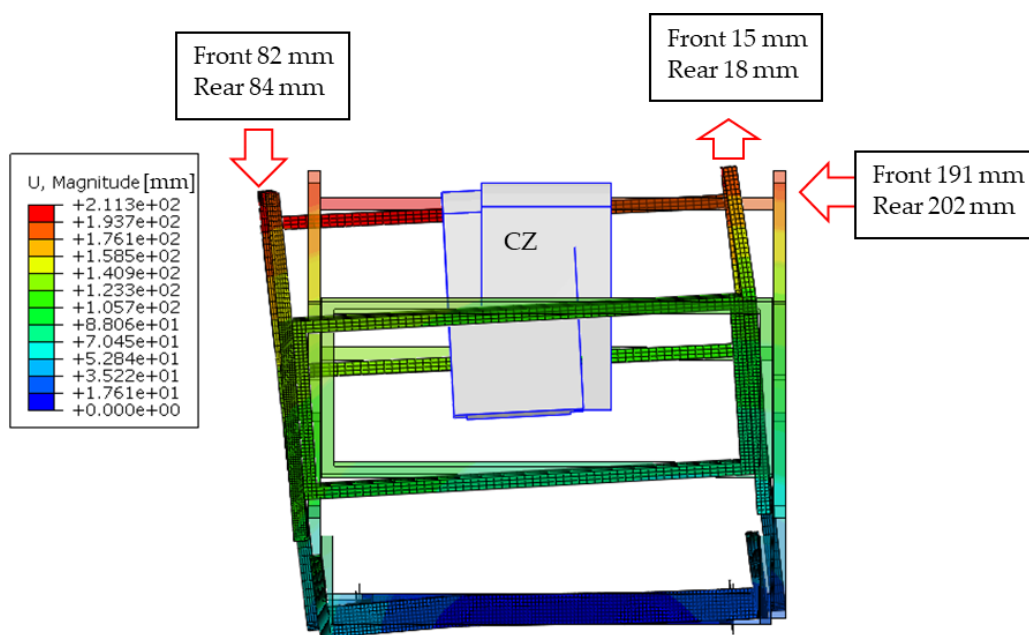 Front 82 mm
Rear 84 mm
Front 15 mm
Rear 18 mm
Front 191 mm
Rear 202 mm
U, Magnitude [mm]
+2.113e+02
+1.937e+02
+1.761e+02
+1.585e+02
+1.409e+02
+1.233e+02
+1.057e+02
+8.806e+01
+7.045e+01
+5.284e+01
+3.522e+01
+1.761e+01
+0.000e+00
CZ